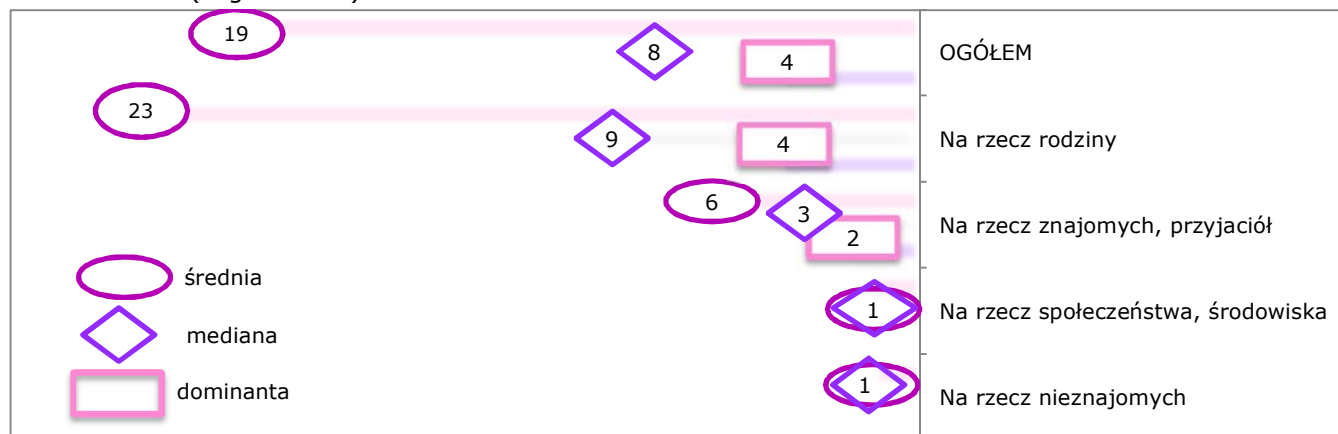 19
8
4
OGÓŁEM
23
9
4
Na rzecz rodziny
6
3
2
Na rzecz znajomych, przyjaciół
średnia
1
Na rzecz społeczeństwa, środowiska
mediana
dominanta
1
Na rzecz nieznajomych